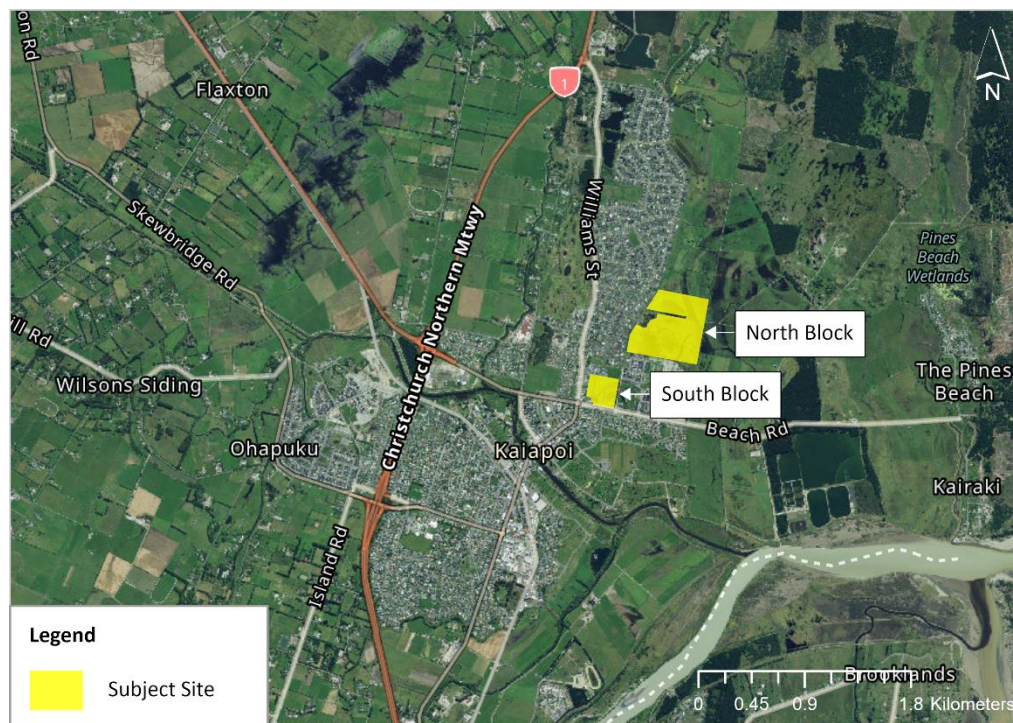 on Rd
Flaxton
1
N
Skewbridge Rd
Christchurch Northern Mtwy
Williams St
Pines
Beach
Wetlands
North Block
ill Rd
Wilsons Siding
South Block
The Pines
Beach
Beach Rd
Ohapuku
Kaiapoi
Kairaki
Island Rd
Legend
Subject Site
Brooklands
0 0.45 0.9 1.8 Kilometers